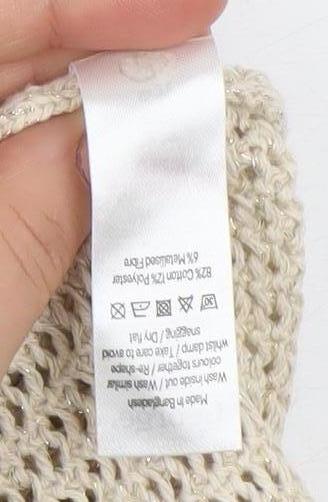 Made in Bangladesh
Wash inside out / Wash similar
colours together / Re-shape
whilst damp / Take care to avoid
snagging / Dry flat
30
82% Cotton 12% Polyester
6% Metallised Fibre